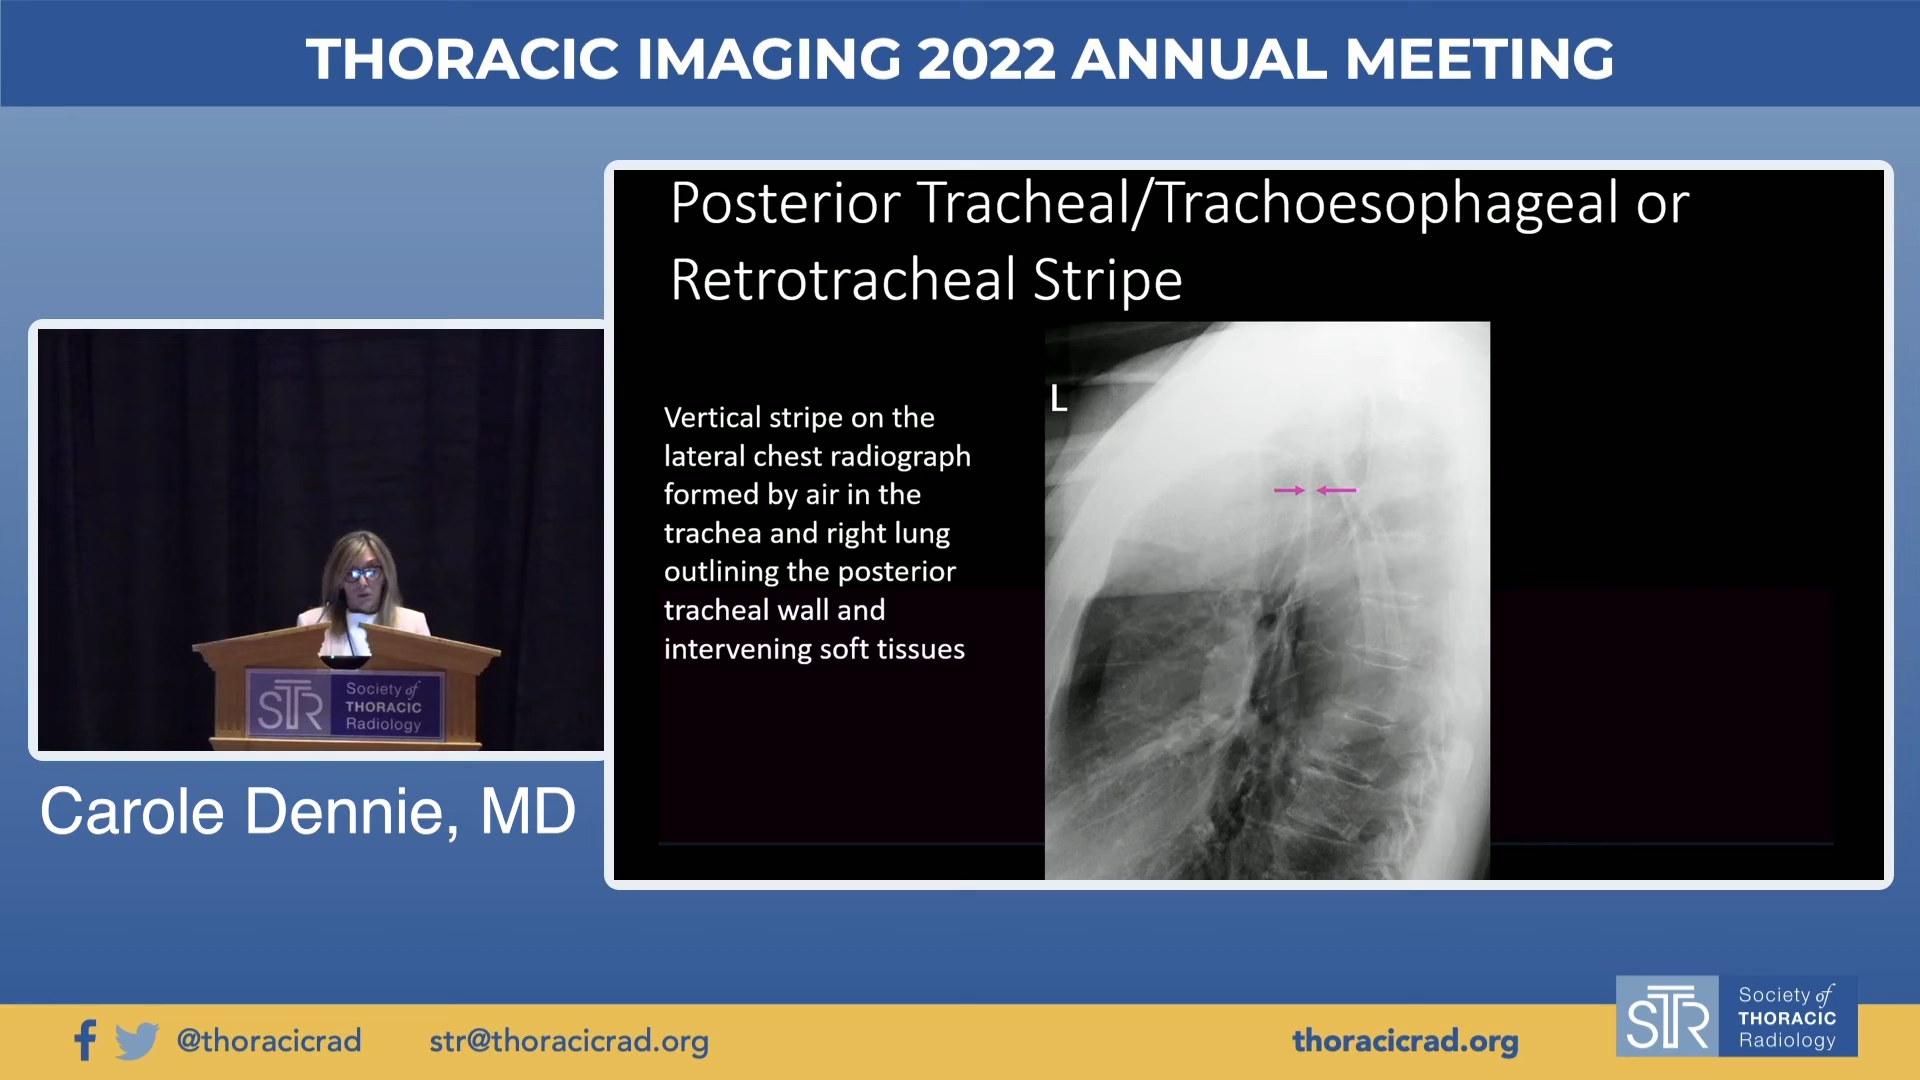 THORACIC IMAGING 2022 ANNUAL MEETING
Posterior Tracheal/Trachoesophageal or
Retrotracheal Stripe
L
Vertical stripe on the
lateral chest radiograph
formed by air in the
trachea and right lung
outlining the posterior
tracheal wall and
intervening soft tissues
STR
Society of
THORACIC
Radiology
Carole Dennie, MD
@thoracicrad
str@thoracicrad.org
thoracicrad.org
STR
Society of
THORACIC
Radiology